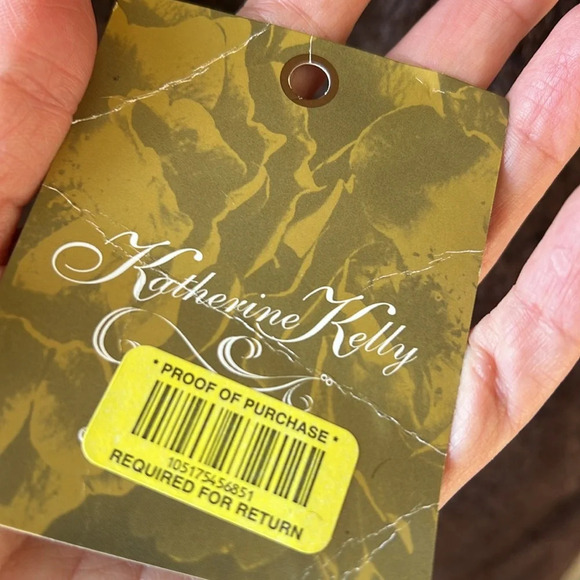 Katherine Kelly
• PROOF OF PURCHASE •
105175456851
REQUIRED FOR RETURN